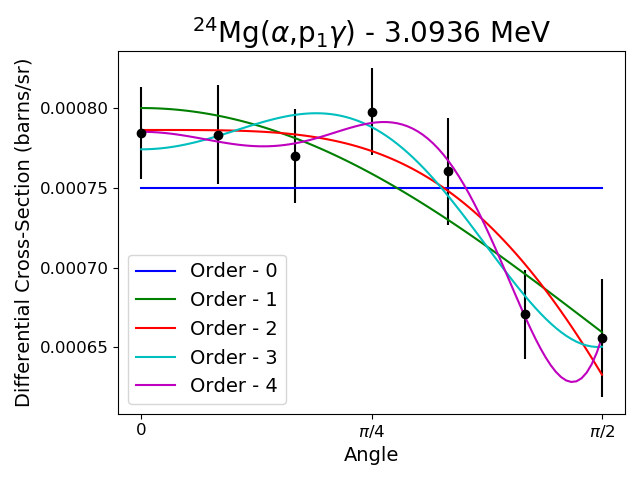 ²⁴Mg(α,p₁γ) - 3.0936 MeV
Differential Cross-Section (barns/sr)
0.00080
0.00075
0.00070
0.00065
Order - 0
Order - 1
Order - 2
Order - 3
Order - 4
0 π/4 π/2
Angle